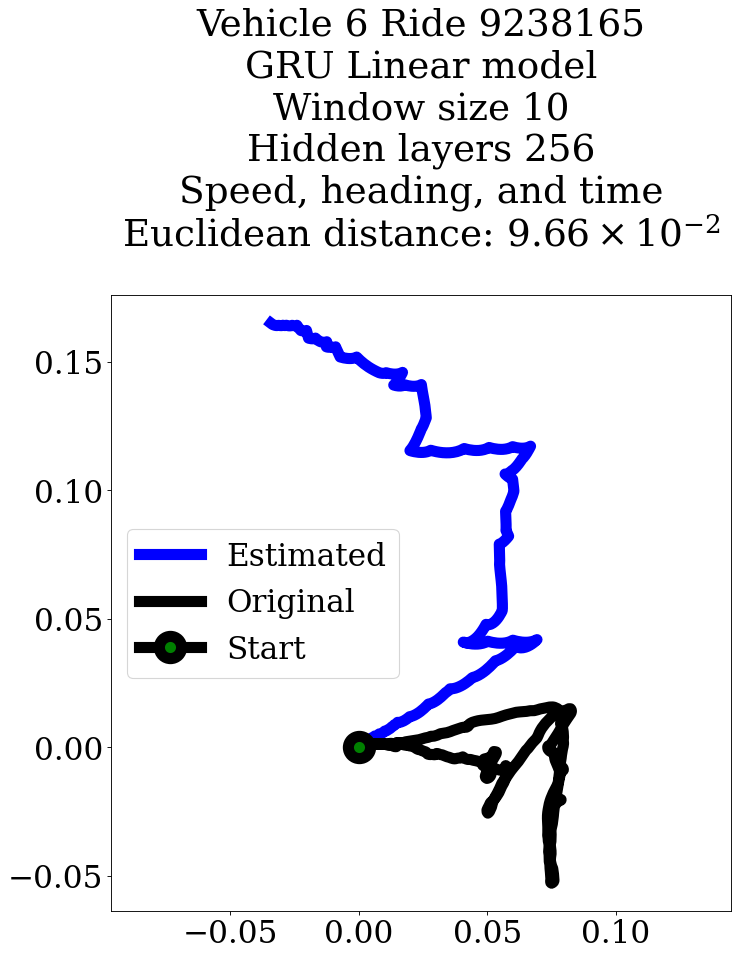 Vehicle 6 Ride 9238165
GRU Linear model
Window size 10
Hidden layers 256
Speed, heading, and time
Euclidean distance: 9.66 × 10⁻²
0.15
0.10
0.05
0.00
−0.05
Estimated
Original
Start
−0.05 0.00 0.05 0.10